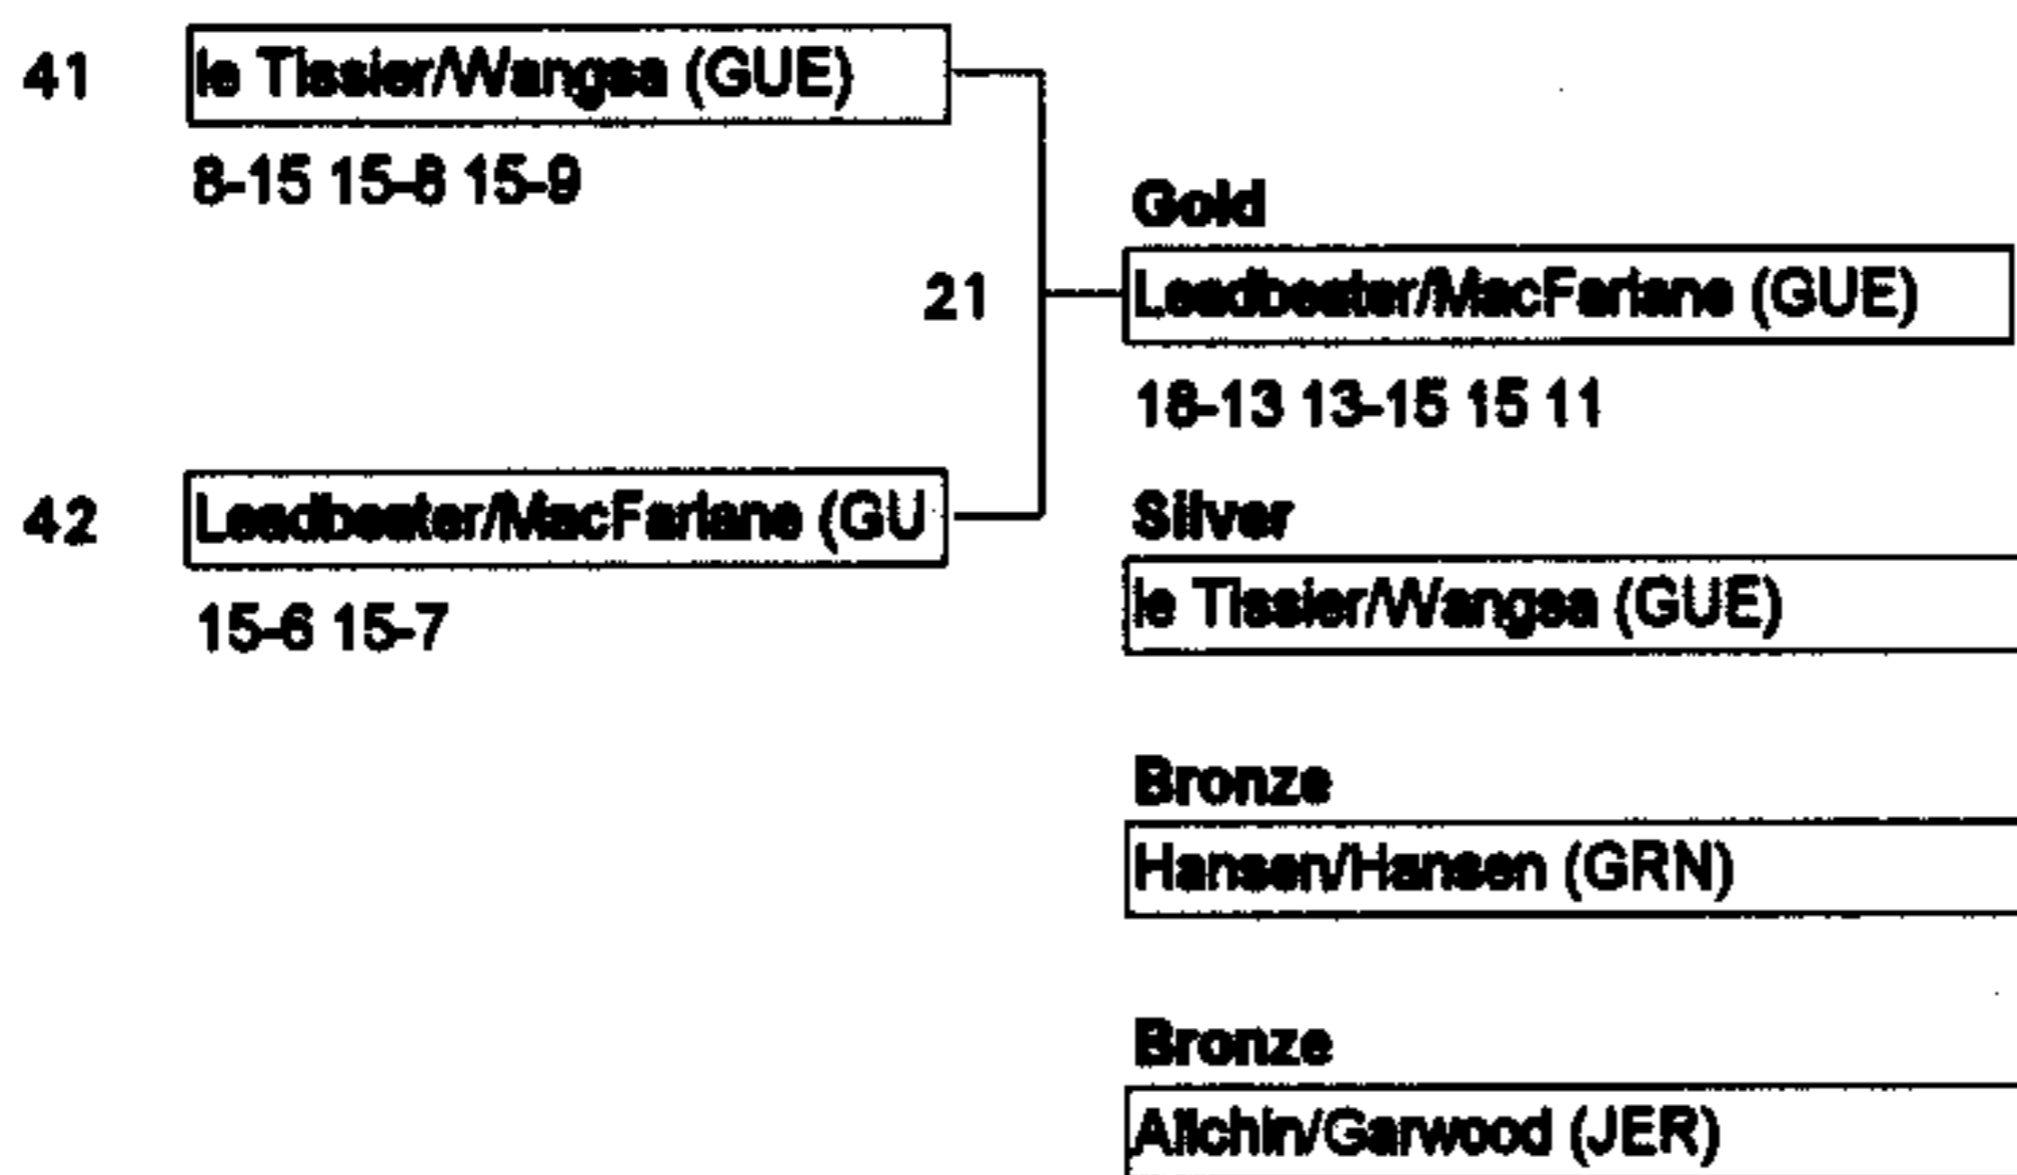 41 le Tissier/Wangsa (GUE)
8-15 15-8 15-9
Gold
21 Leadbeater/MacFarlane (GUE)
18-13 13-15 15 11
42 Leadbeater/MacFarlane (GU
15-6 15-7
Silver
le Tissier/Wangsa (GUE)
Bronze
Hansen/Hansen (GRN)
Bronze
Allchin/Garwood (JER)